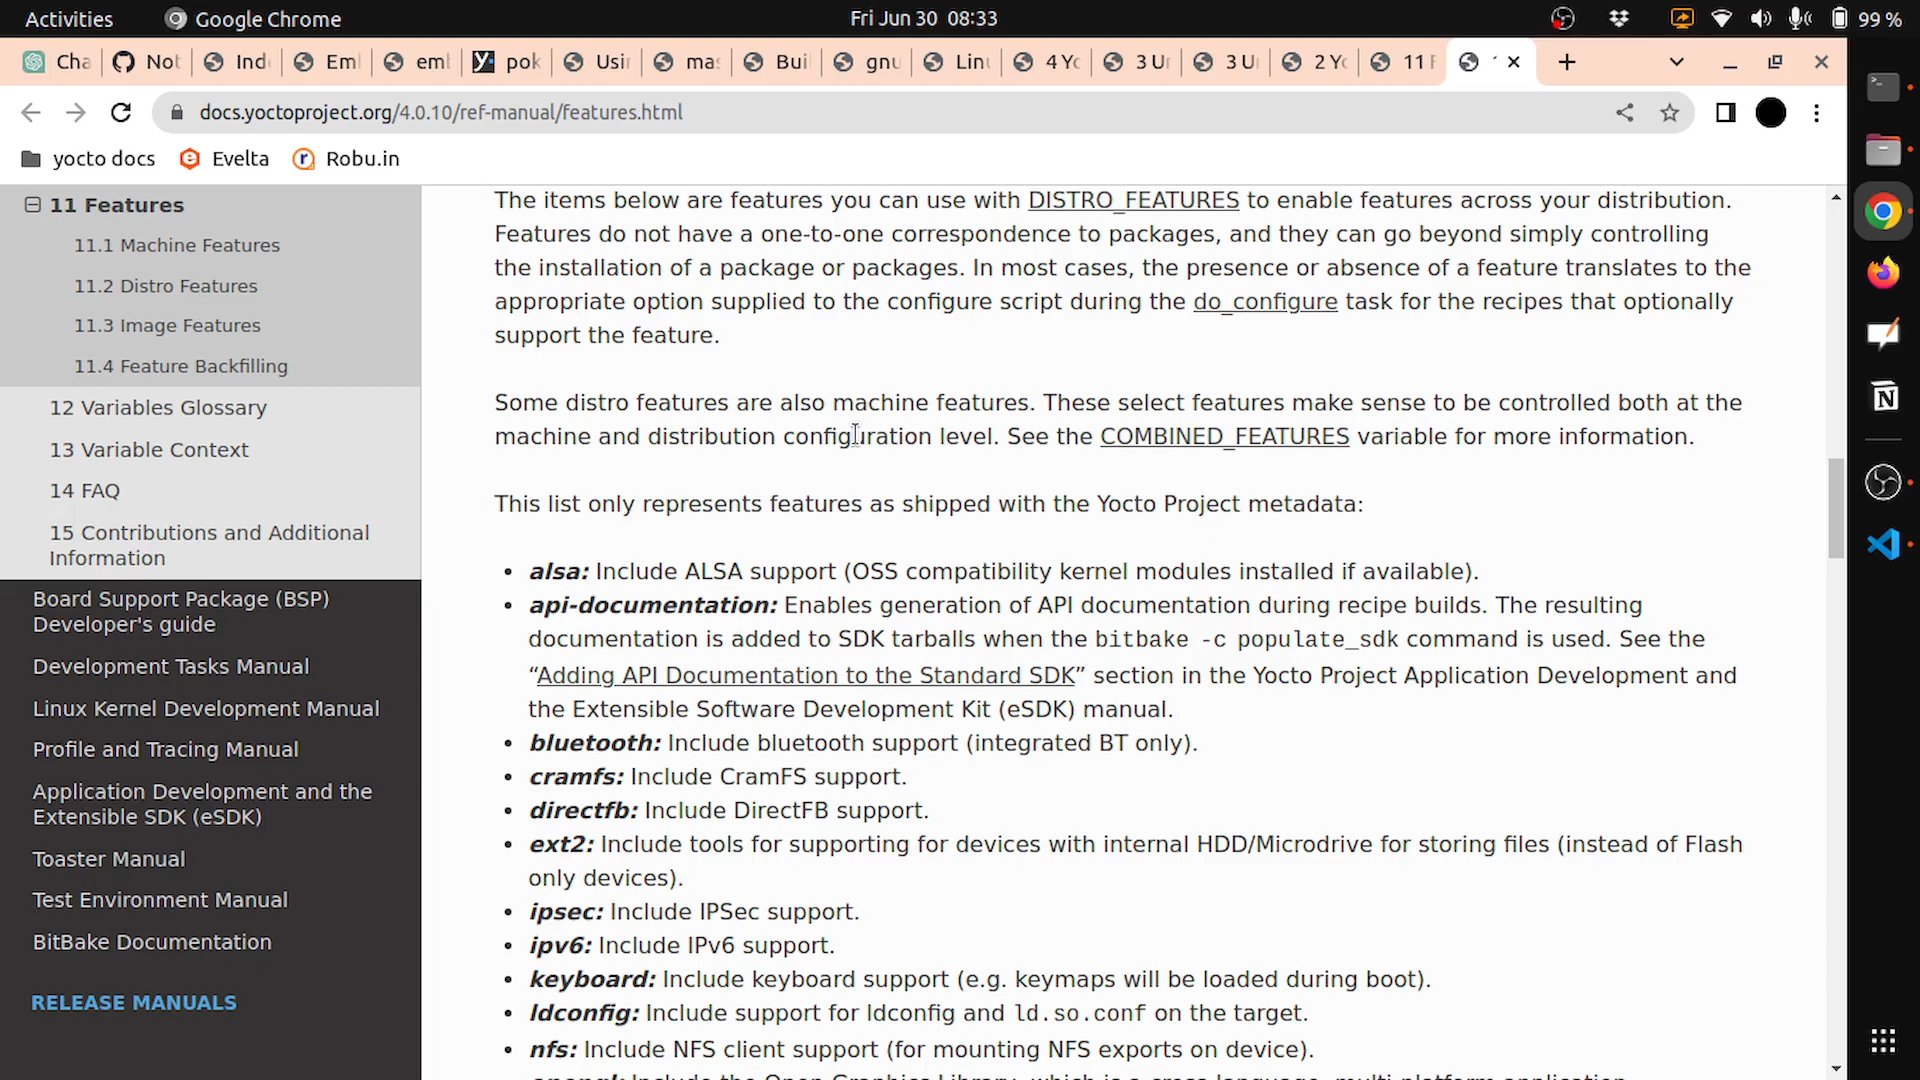 Activities
Google Chrome
Fri Jun 30 08:33
99 %
Cha
Not
Ind
Eml
eml
pok
Usi
mas
Bui
gnu
Lin
4 Yo
3 Ur
3 U
2 Yo
11 F
docs.yoctoproject.org/4.0.10/ref-manual/features.html
yocto docs
Evelta
Robu.in
11 Features
11.1 Machine Features
11.2 Distro Features
11.3 Image Features
11.4 Feature Backfilling
12 Variables Glossary
13 Variable Context
14 FAQ
15 Contributions and Additional
Information
Board Support Package (BSP)
Developer's guide
Development Tasks Manual
Linux Kernel Development Manual
Profile and Tracing Manual
Application Development and the
Extensible SDK (eSDK)
Toaster Manual
Test Environment Manual
BitBake Documentation
RELEASE MANUALS
The items below are features you can use with DISTRO_FEATURES to enable features across your distribution.
Features do not have a one-to-one correspondence to packages, and they can go beyond simply controlling
the installation of a package or packages. In most cases, the presence or absence of a feature translates to the
appropriate option supplied to the configure script during the do_configure task for the recipes that optionally
support the feature.
Some distro features are also machine features. These select features make sense to be controlled both at the
machine and distribution configuration level. See the COMBINED_FEATURES variable for more information.
This list only represents features as shipped with the Yocto Project metadata:
• alsa: Include ALSA support (OSS compatibility kernel modules installed if available).
• api-documentation: Enables generation of API documentation during recipe builds. The resulting
documentation is added to SDK tarballs when the bitbake -c populate_sdk command is used. See the
“Adding API Documentation to the Standard SDK” section in the Yocto Project Application Development and
the Extensible Software Development Kit (eSDK) manual.
• bluetooth: Include bluetooth support (integrated BT only).
• cramfs: Include CramFS support.
• directfb: Include DirectFB support.
• ext2: Include tools for supporting for devices with internal HDD/Microdrive for storing files (instead of Flash
only devices).
• ipsec: Include IPSec support.
• ipv6: Include IPv6 support.
• keyboard: Include keyboard support (e.g. keymaps will be loaded during boot).
• ldconfig: Include support for ldconfig and ld.so.conf on the target.
• nfs: Include NFS client support (for mounting NFS exports on device).